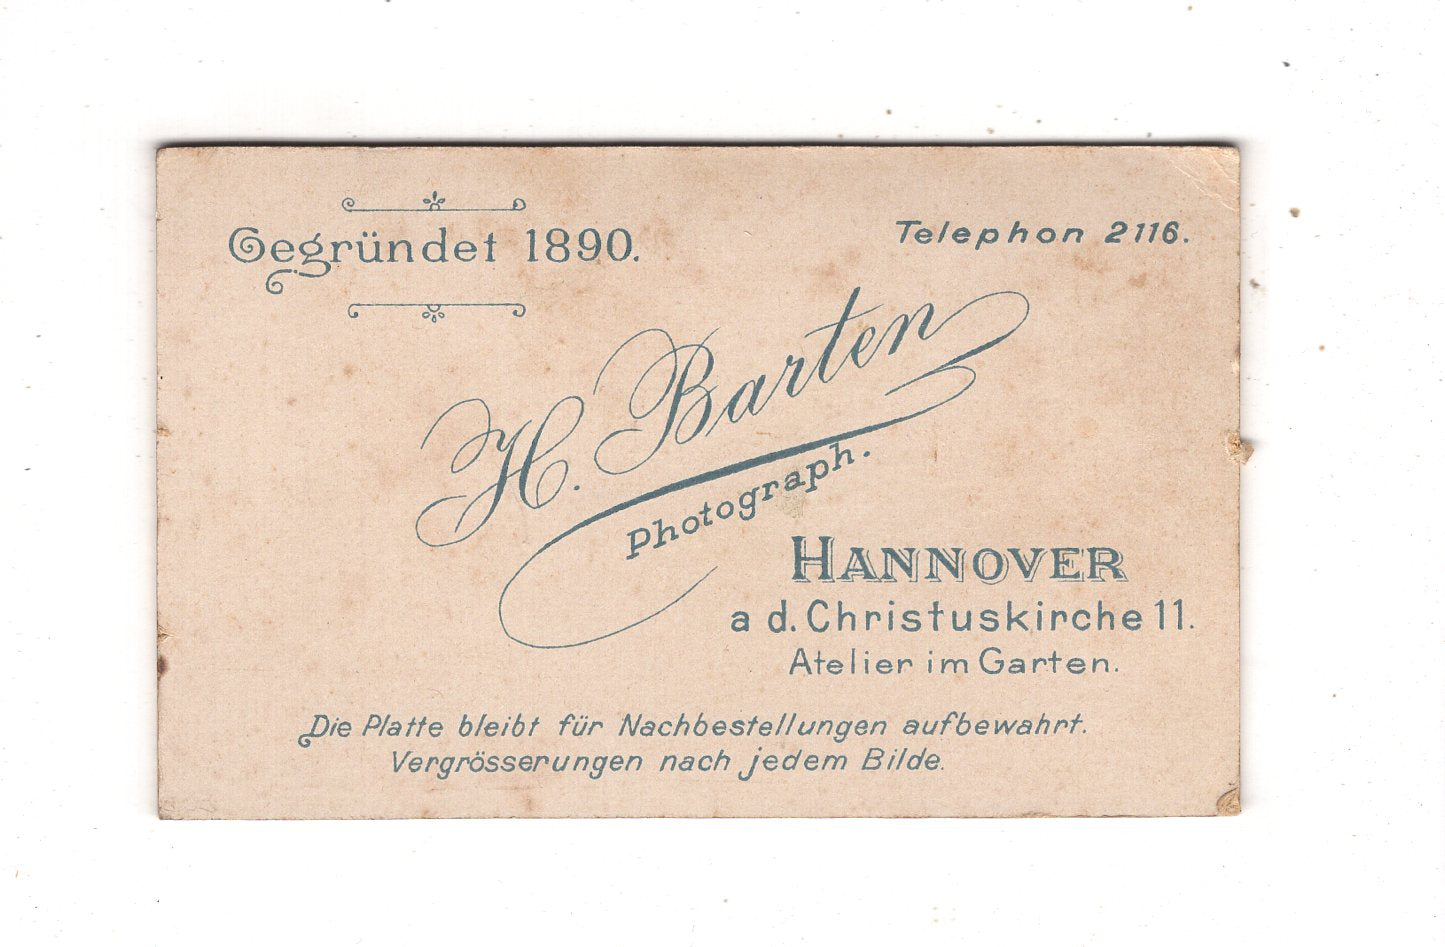 Gegründet 1890.
Telephon 2116.
H. Barten
Photograph.
HANNOVER
a d. Christuskirche 11.
Atelier im Garten.
Die Platte bleibt für Nachbestellungen aufbewahrt.
Vergrösserungen nach jedem Bilde.